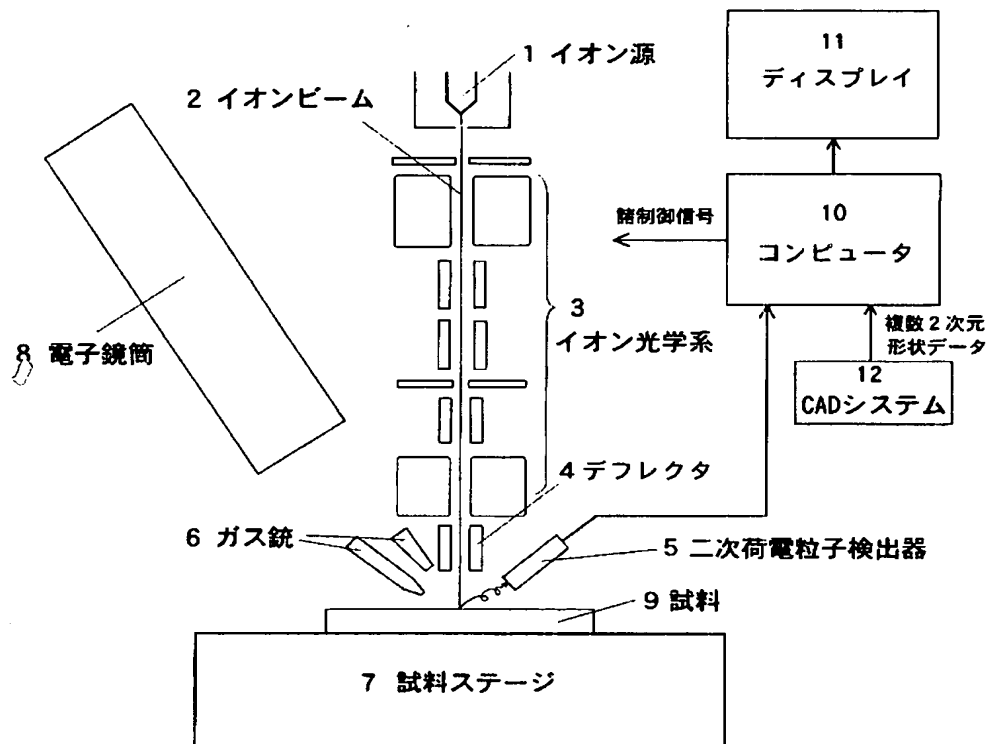 1 イオン源
2 イオンビーム
11
ディスプレイ
諸制御信号
10
コンピュータ
3
イオン光学系
8 電子鏡筒
複数2次元
形状データ
12
CADシステム
4 デフレクタ
6 ガス銃
5 二次荷電粒子検出器
9 試料
7 試料ステージ